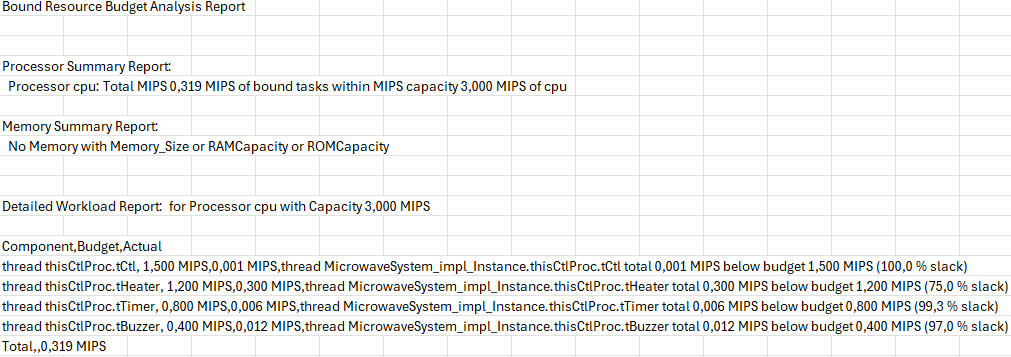 Bound Resource Budget Analysis Report
Processor Summary Report:
Processor cpu: Total MIPS 0,319 MIPS of bound tasks within MIPS capacity 3,000 MIPS of cpu
Memory Summary Report:
No Memory with Memory_Size or RAMCapacity or ROMCapacity
Detailed Workload Report: for Processor cpu with Capacity 3,000 MIPS
Component,Budget,Actual
thread thisCtlProc.tCtl, 1,500 MIPS,0,001 MIPS,thread MicrowaveSystem_impl_Instance.thisCtlProc.tCtl total 0,001 MIPS below budget 1,500 MIPS (100,0 % slack)
thread thisCtlProc.tHeater, 1,200 MIPS,0,300 MIPS,thread MicrowaveSystem_impl_Instance.thisCtlProc.tHeater total 0,300 MIPS below budget 1,200 MIPS (75,0 % slack)
thread thisCtlProc.tTimer, 0,800 MIPS,0,006 MIPS,thread MicrowaveSystem_impl_Instance.thisCtlProc.tTimer total 0,006 MIPS below budget 0,800 MIPS (99,3 % slack)
thread thisCtlProc.tBuzzer, 0,400 MIPS,0,012 MIPS,thread MicrowaveSystem_impl_Instance.thisCtlProc.tBuzzer total 0,012 MIPS below budget 0,400 MIPS (97,0 % slack)
Total,,0,319 MIPS